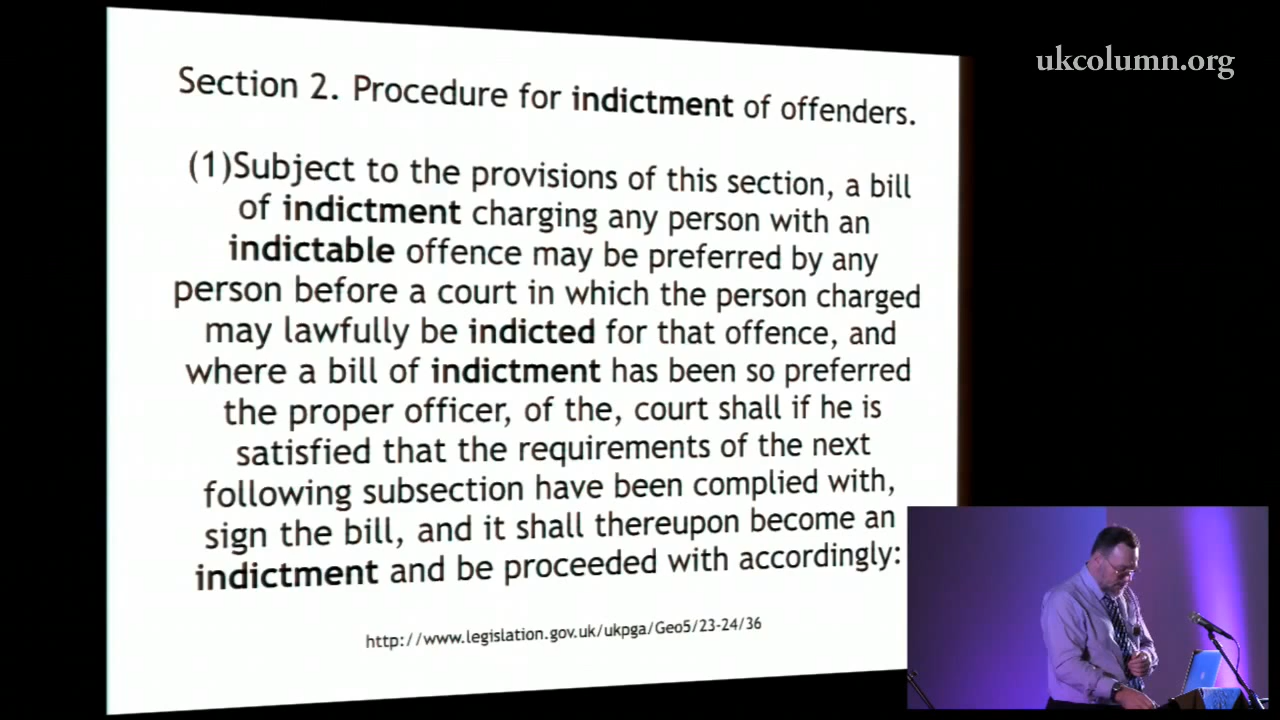 ukcolumn.org
Section 2. Procedure for indictment of offenders.
(1)Subject to the provisions of this section, a bill
of indictment charging any person with an
indictable offence may be preferred by any
person before a court in which the person charged
may lawfully be indicted for that offence, and
where a bill of indictment has been so preferred
the proper officer, of the, court shall if he is
satisfied that the requirements of the next
following subsection have been complied with,
sign the bill, and it shall thereupon become an
indictment and be proceeded with accordingly:
http://www.legislation.gov.uk/ukpga/Geo5/23-24/36